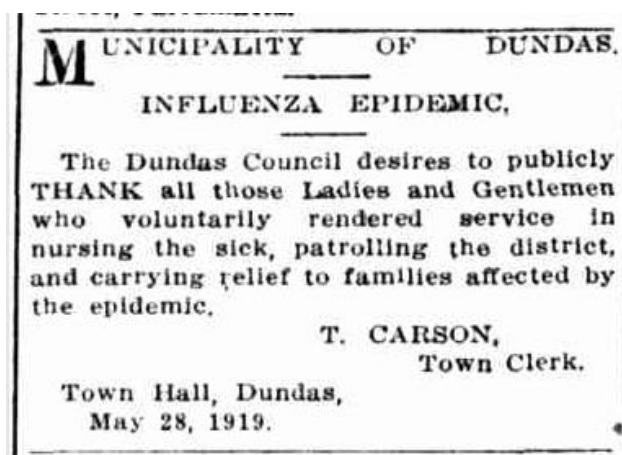 MUNICIPALITY OF DUNDAS.
INFLUENZA EPIDEMIC.
The Dundas Council desires to publicly
THANK all those Ladies and Gentlemen
who voluntarily rendered service in
nursing the sick, patrolling the district,
and carrying relief to families affected by
the epidemic.
T. CARSON,
Town Clerk.
Town Hall, Dundas,
May 28, 1919.